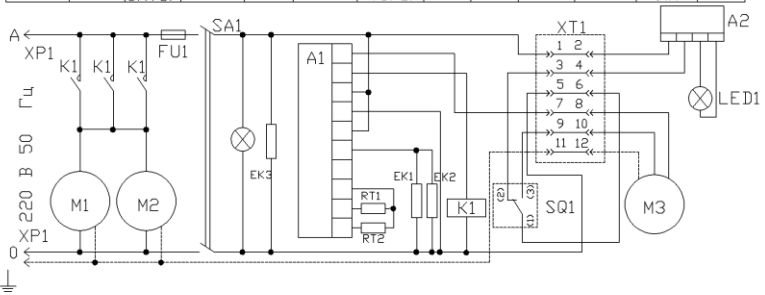 SA1
A
XP1
FU1
K1
K1
K1
220 В 50 Гц
M1
M2
XP1
0
EK3
A1
RT1
RT2
EK1
EK2
K1
XT1
1 2
3 4
5 6
7 8
9 10
11 12
(2)
(3)
(1)
SQ1
M3
A2
LED1